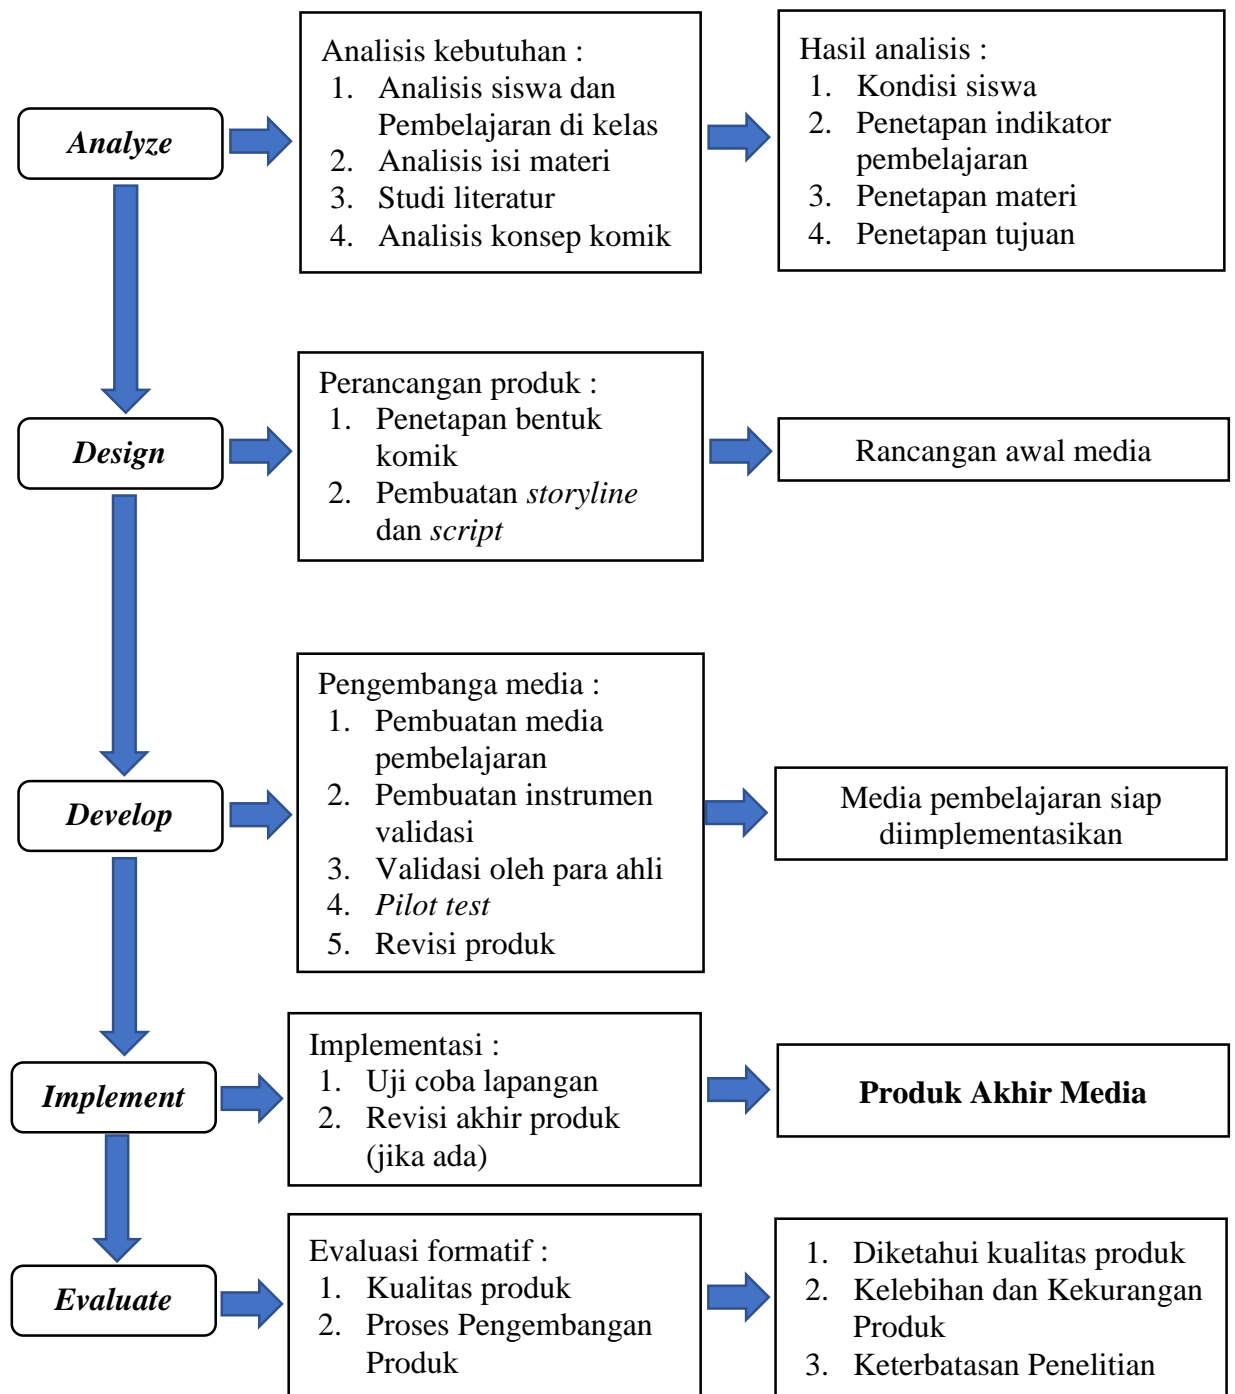 Analyze
Analisis kebutuhan :
1. Analisis siswa dan
Pembelajaran di kelas
2. Analisis isi materi
3. Studi literatur
4. Analisis konsep komik
Hasil analisis :
1. Kondisi siswa
2. Penetapan indikator
pembelajaran
3. Penetapan materi
4. Penetapan tujuan
Design
Perancangan produk :
1. Penetapan bentuk
komik
2. Pembuatan storyline
dan script
Rancangan awal media
Develop
Pengembanga media :
1. Pembuatan media
pembelajaran
2. Pembuatan instrumen
validasi
3. Validasi oleh para ahli
4. Pilot test
5. Revisi produk
Media pembelajaran siap
diimplementasikan
Implement
Implementasi :
1. Uji coba lapangan
2. Revisi akhir produk
(jika ada)
Produk Akhir Media
Evaluate
Evaluasi formatif :
1. Kualitas produk
2. Proses Pengembangan
Produk
1. Diketahui kualitas produk
2. Kelebihan dan Kekurangan
Produk
3. Keterbatasan Penelitian